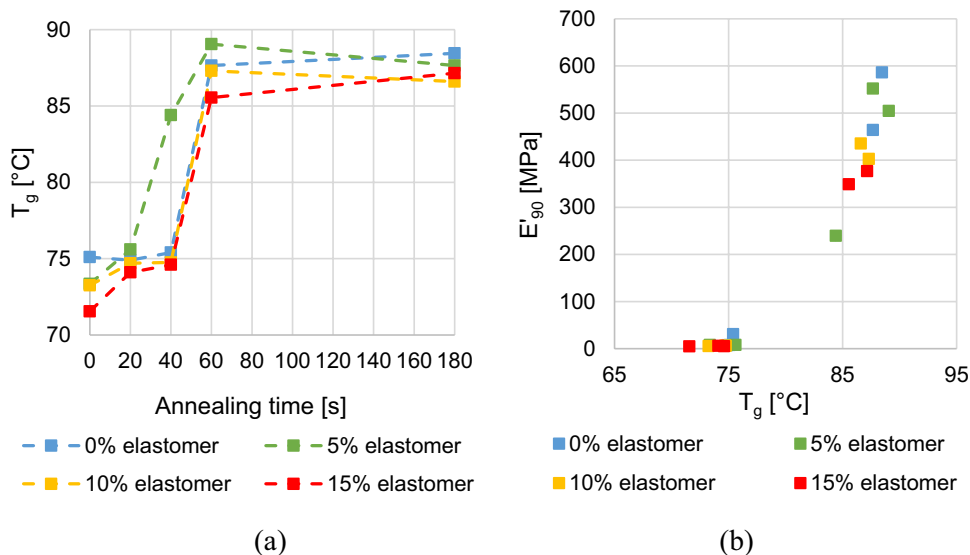 90
85
80
75
70
T_g [°C]
0 20 40 60 80 100 120 140 160 180
Annealing time [s]
0% elastomer 5% elastomer
10% elastomer 15% elastomer
(a)
700
600
500
400
300
200
100
0
E'_90 [MPa]
65 75 85 95
T_g [°C]
0% elastomer 5% elastomer
10% elastomer 15% elastomer
(b)